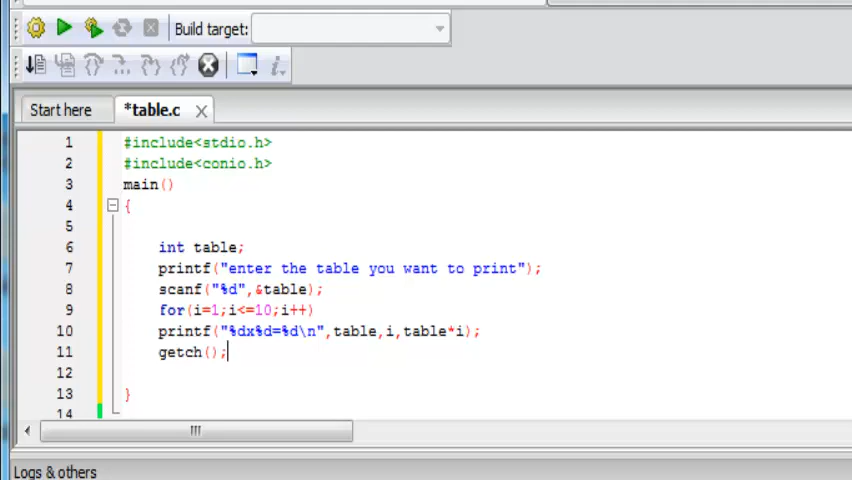 Build target:
Start here
*table.c
1 #include<stdio.h>
2 #include<conio.h>
3 main()
4 {
5
6 int table;
7 printf("enter the table you want to print");
8 scanf("%d",&table);
9 for(i=1;i<=10;i++)
10 printf("%dx%d=%d\n",table,i,table*i);
11 getch();
12
13 }
14
Logs & others